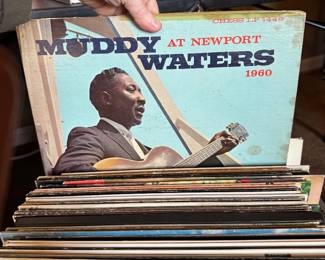 CHESS LP 1449
MUDDY AT NEWPORT
WATERS
1960